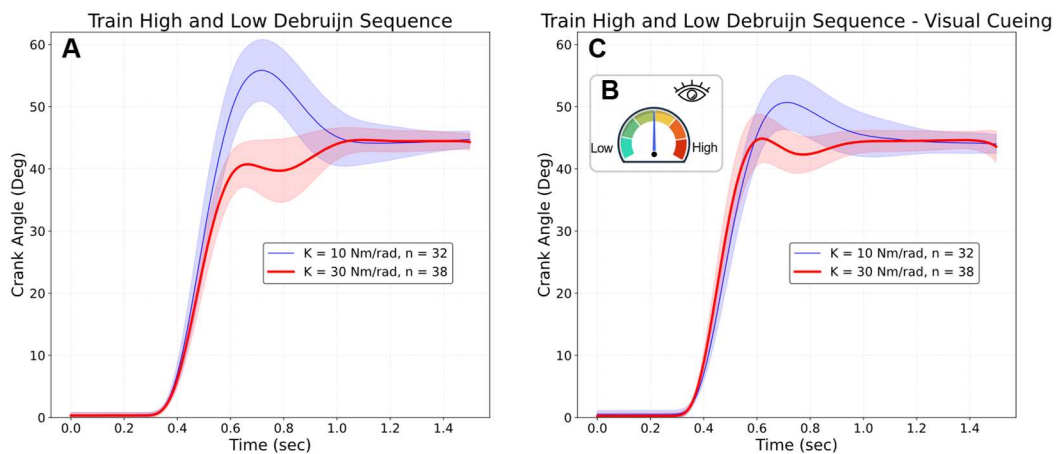 Train High and Low Debruijn Sequence
A
60
50
40
30
20
10
0
Crank Angle (Deg)
K = 10 Nm/rad, n = 32
K = 30 Nm/rad, n = 38
0.0 0.2 0.4 0.6 0.8 1.0 1.2 1.4
Time (sec)
Train High and Low Debruijn Sequence - Visual Cueing
C
B
Low High
60
50
40
30
20
10
0
Crank Angle (Deg)
K = 10 Nm/rad, n = 32
K = 30 Nm/rad, n = 38
0.0 0.2 0.4 0.6 0.8 1.0 1.2 1.4
Time (sec)